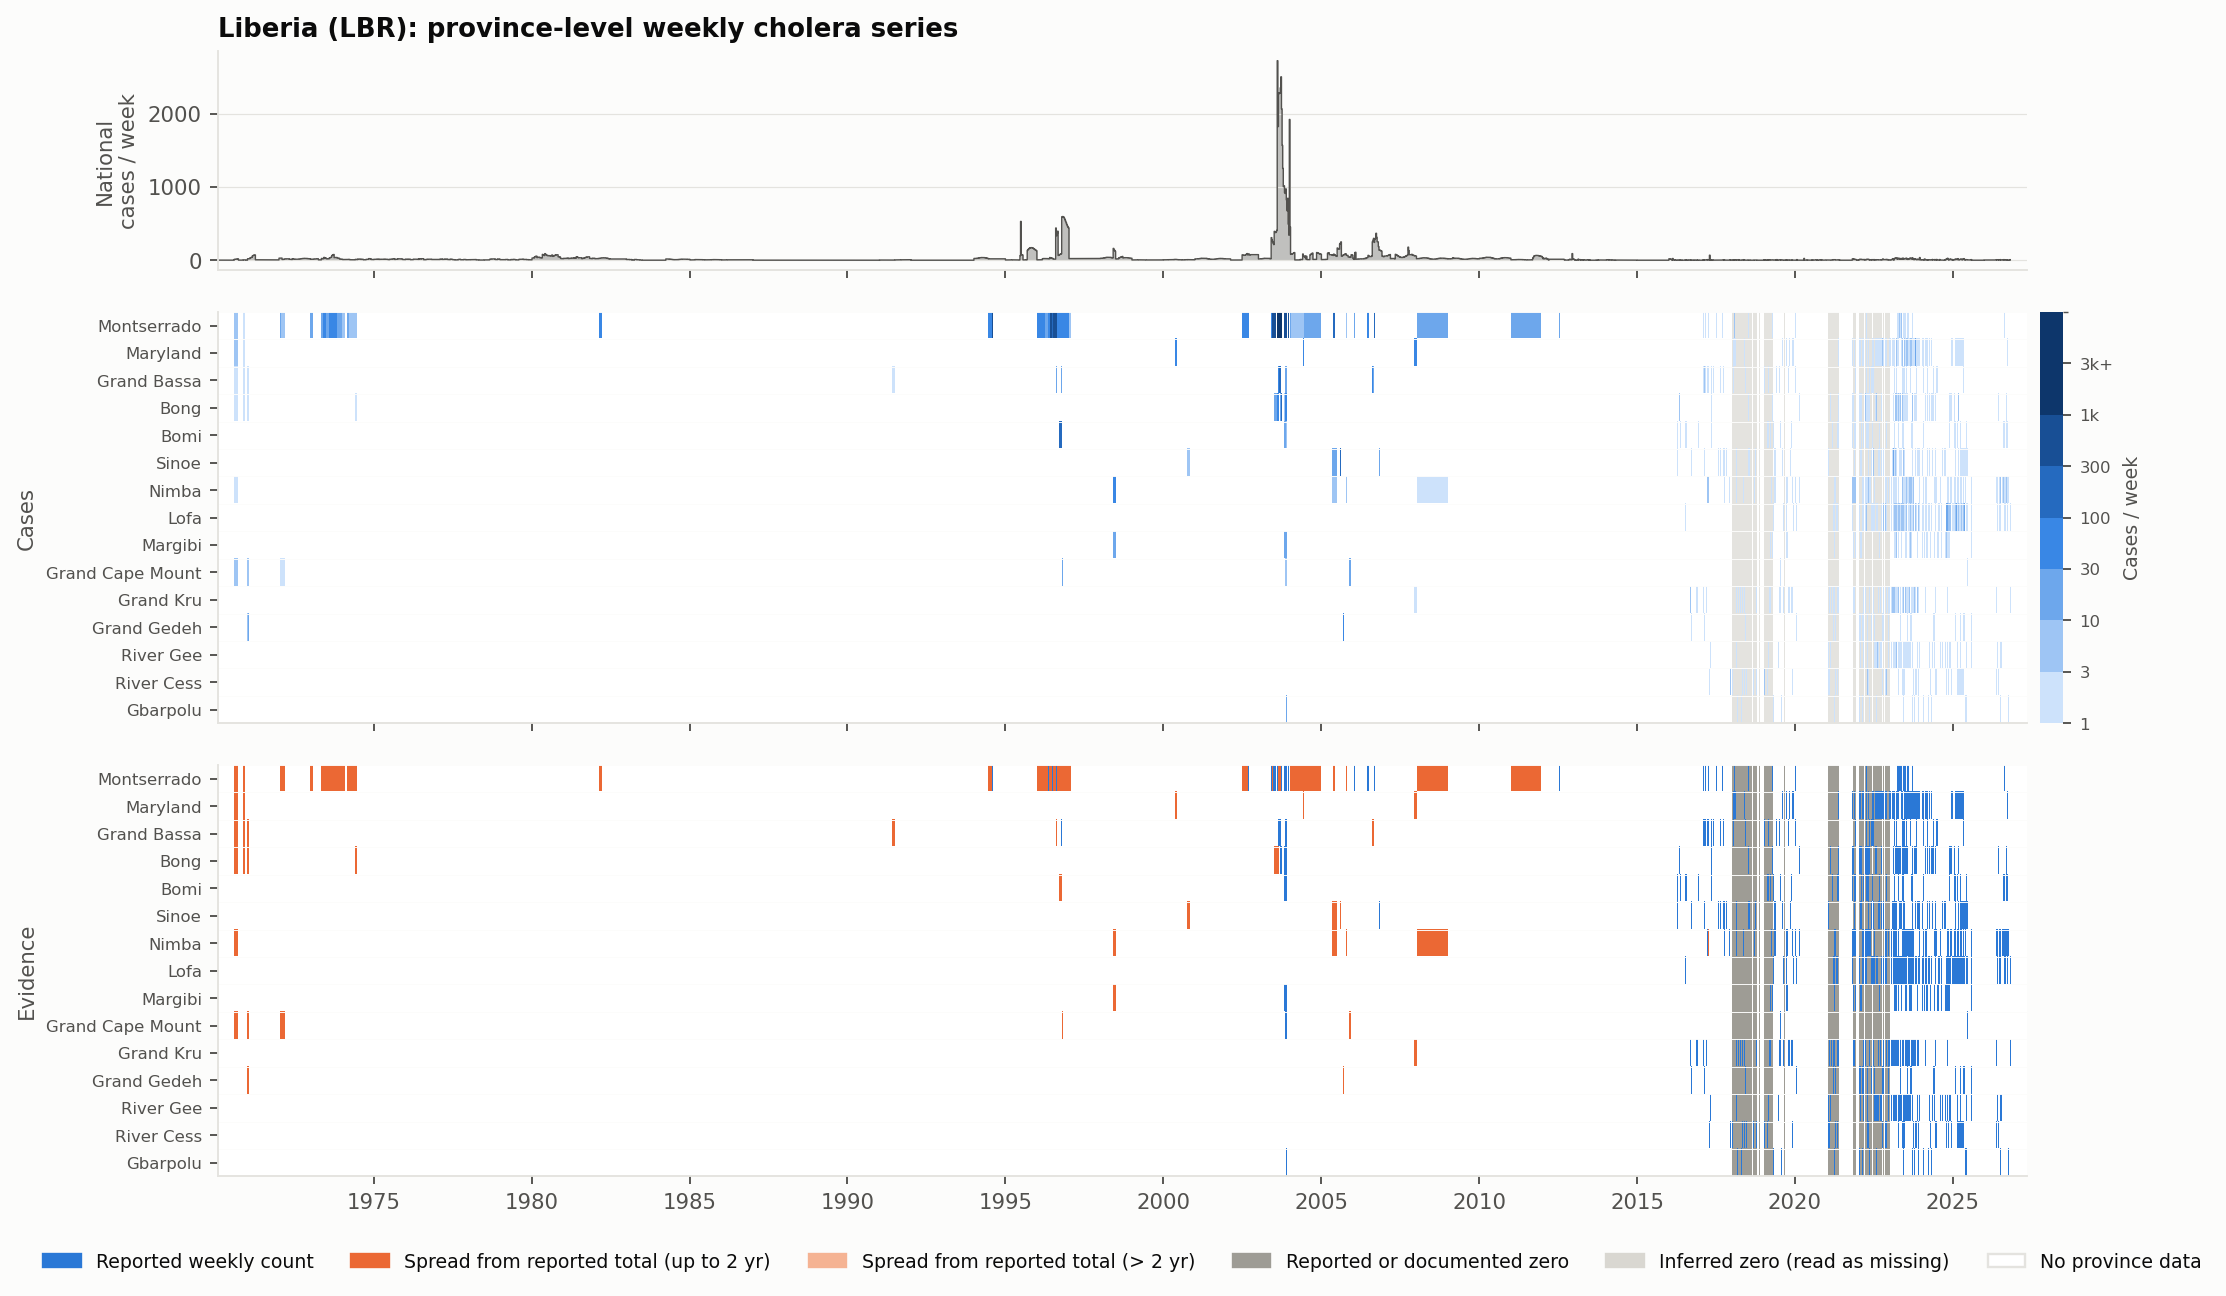 Liberia (LBR): province-level weekly cholera series
National
cases / week
2000
1000
0
Cases
Montserrado
Maryland
Grand Bassa
Bong
Bomi
Sinoe
Nimba
Lofa
Margibi
Grand Cape Mount
Grand Kru
Grand Gedeh
River Gee
River Cess
Gbarpolu
3k+
1k
300
100
30
10
3
1
Cases / week
Evidence
Montserrado
Maryland
Grand Bassa
Bong
Bomi
Sinoe
Nimba
Lofa
Margibi
Grand Cape Mount
Grand Kru
Grand Gedeh
River Gee
River Cess
Gbarpolu
1975 1980 1985 1990 1995 2000 2005 2010 2015 2020 2025
Reported weekly count Spread from reported total (up to 2 yr) Spread from reported total (> 2 yr) Reported or documented zero Inferred zero (read as missing) No province data